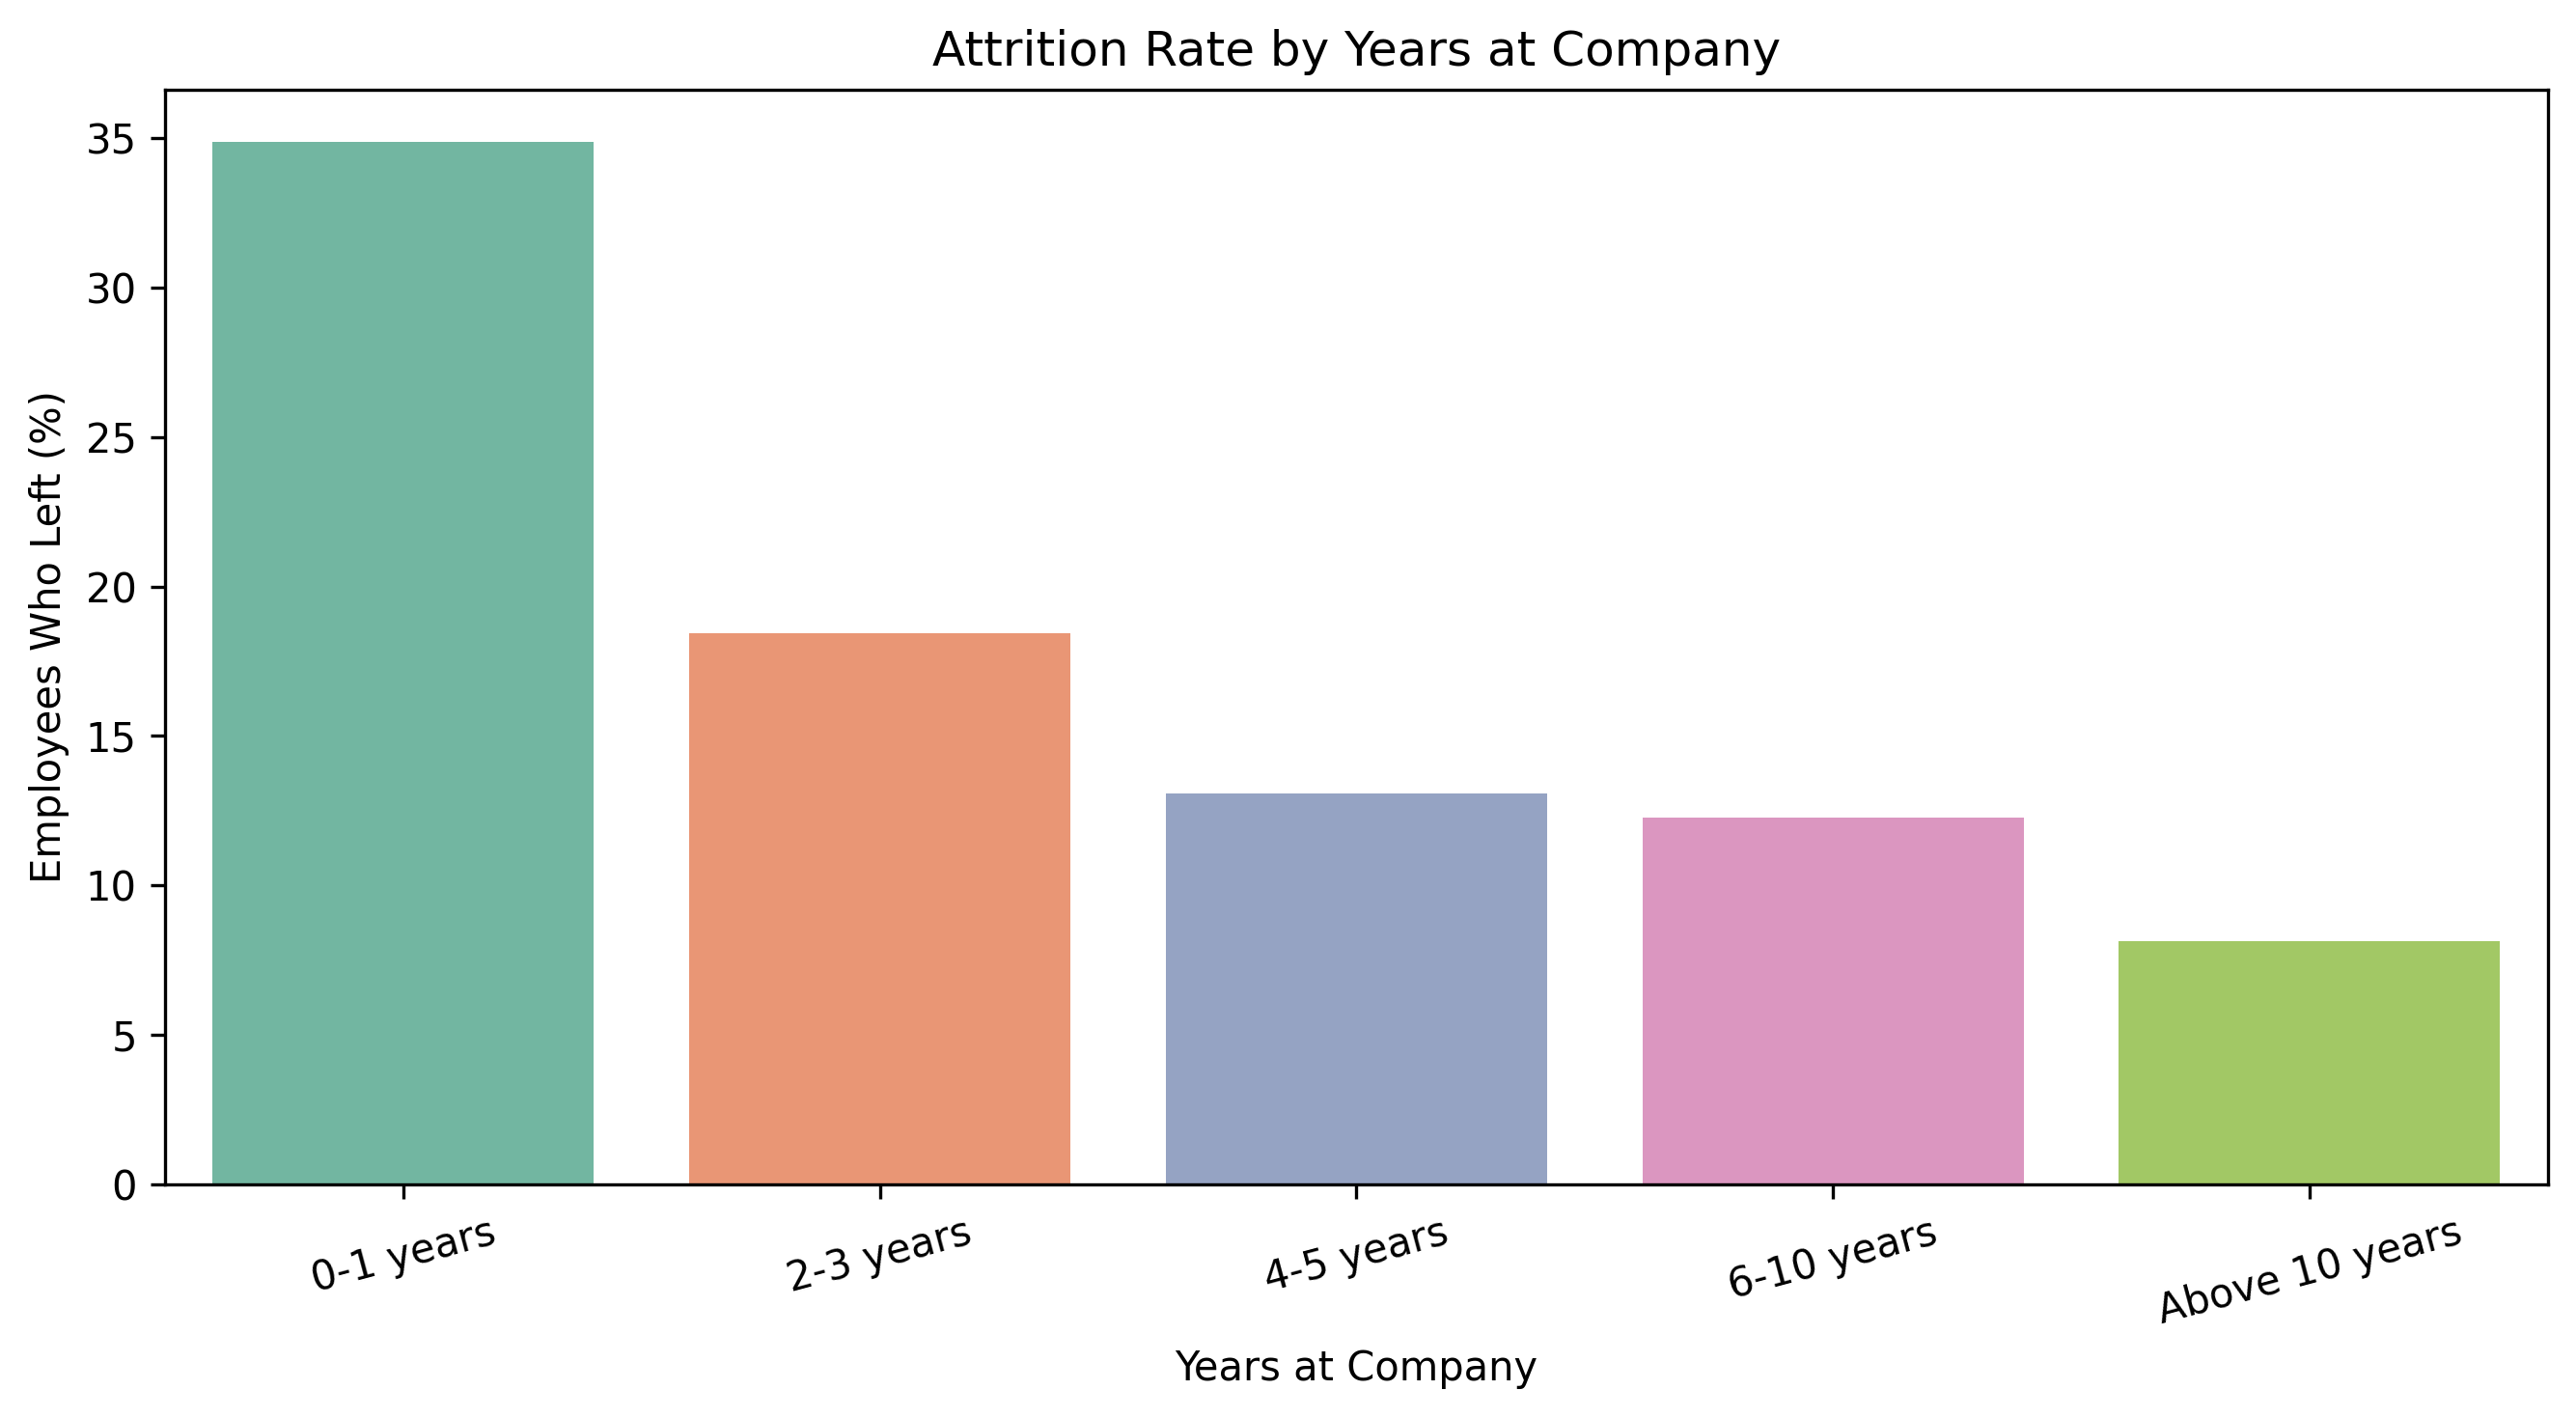 Attrition Rate by Years at Company
Employees Who Left (%)
35
30
25
20
15
10
5
0
0-1 years
2-3 years
4-5 years
6-10 years
Above 10 years
Years at Company